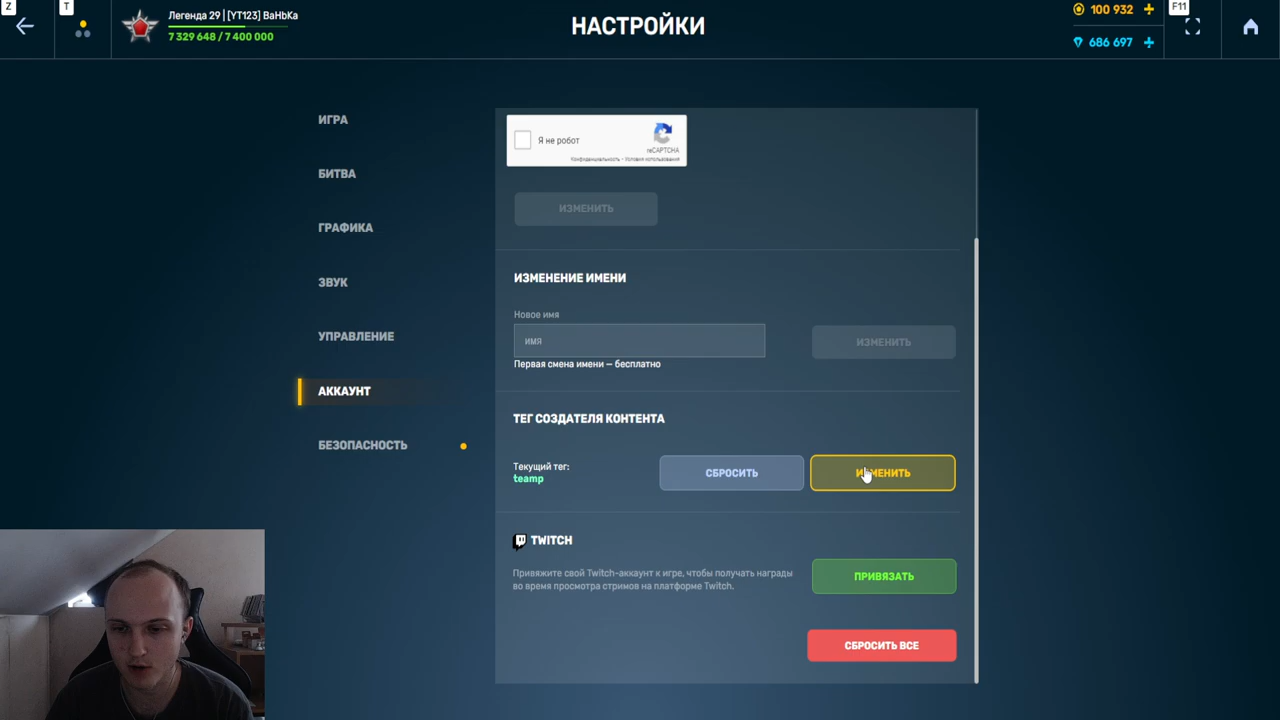 Z
T
Легенда 29 | [YT123] BaHbKa
7 329 648 / 7 400 000
НАСТРОЙКИ
100 932 +
686 697 +
F11
ИГРА
БИТВА
ГРАФИКА
ЗВУК
УПРАВЛЕНИЕ
АККАУНТ
БЕЗОПАСНОСТЬ
Я не робот
reCAPTCHA
Конфиденциальность - Условия использования
ИЗМЕНИТЬ
ИЗМЕНЕНИЕ ИМЕНИ
Новое имя
ИМЯ
ИЗМЕНИТЬ
Первая смена имени — бесплатно
ТЕГ СОЗДАТЕЛЯ КОНТЕНТА
Текущий тег:
teamp
СБРОСИТЬ
ИЗМЕНИТЬ
TWITCH
Привяжите свой Twitch-аккаунт к игре, чтобы получать награды
во время просмотра стримов на платформе Twitch.
ПРИВЯЗАТЬ
СБРОСИТЬ ВСЕ